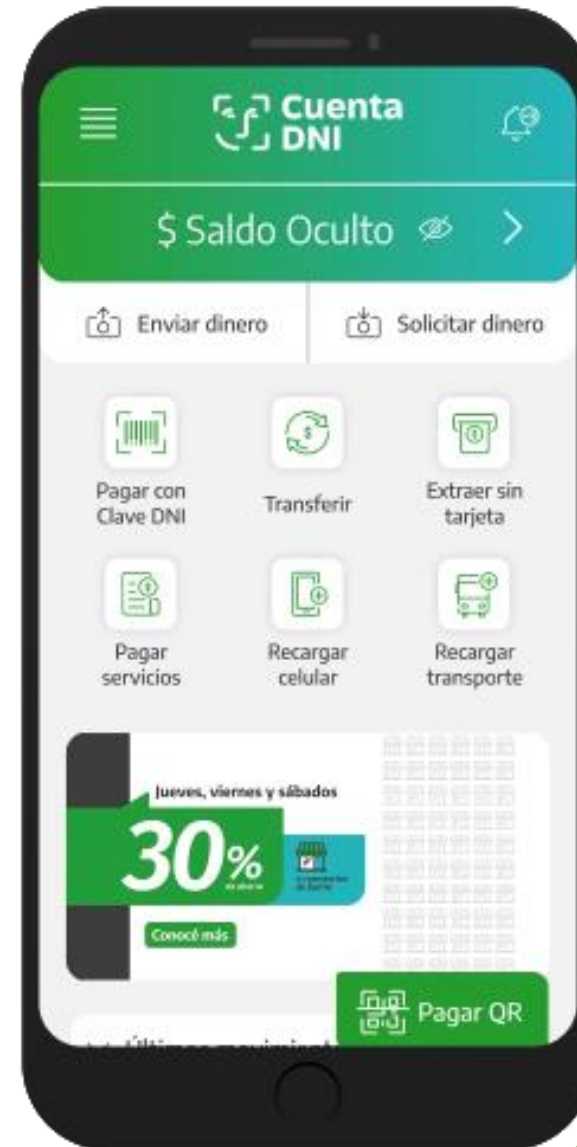 Cuenta
DNI
$ Saldo Oculto
Enviar dinero
Solicitar dinero
Pagar con
Clave DNI
Transferir
Extraer sin
tarjeta
Pagar
servicios
Recargar
celular
Recargar
transporte
Jueves, viernes y sábados
30%
Conocé más
Pagar QR